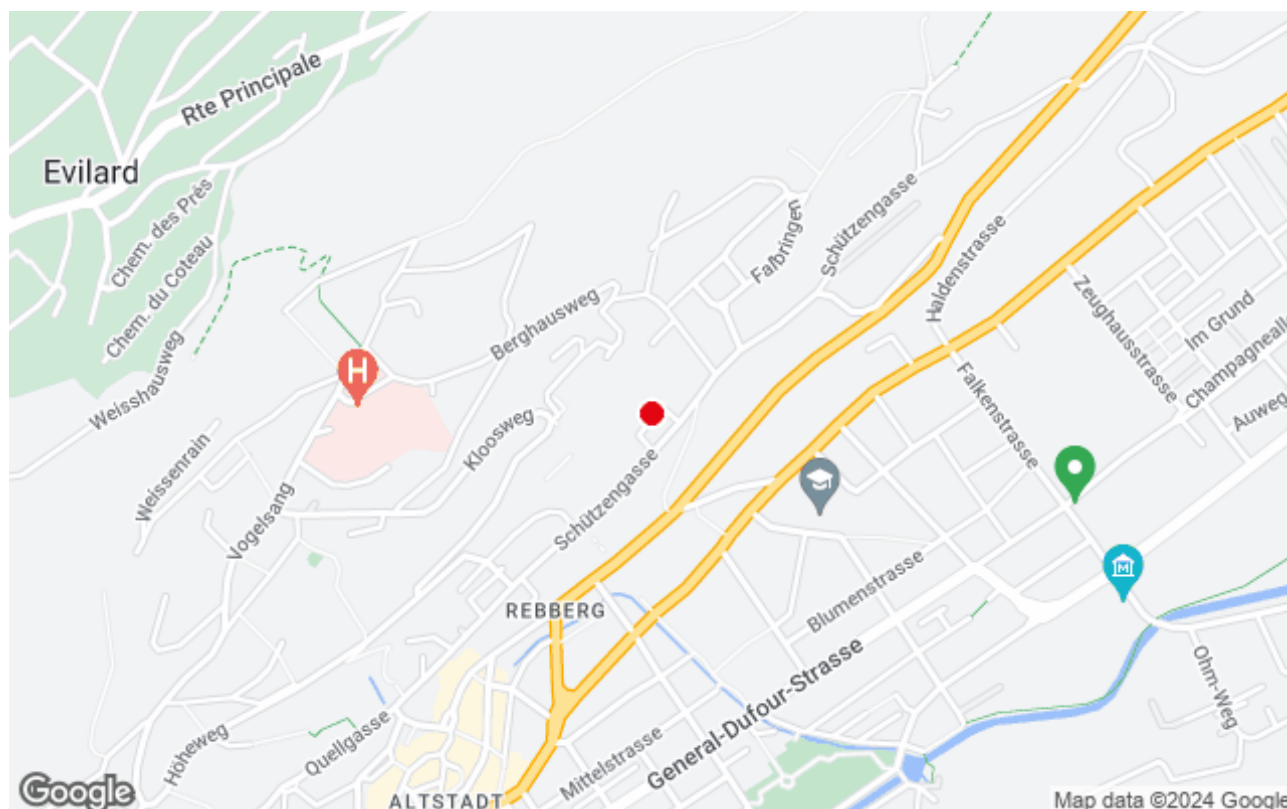 Rte Principale
Evilard
Chem. des Prés
Chem. du Coteau
Weisshausweg
Weissenrain
Vogelsang
Höheweg
Quellgasse
ALTSTADT
H
Berghausweg
Kloosweg
Schützengasse
REBBERG
Falbringen
Schützengasse
Haldenstrasse
Falkenstrasse
Zeughausstrasse
Im Grund
Champagneall
Auweg
Blumenstrasse
General-Dufour-Strasse
Mittelstrasse
M
Ohm-Weg
Google
Map data ©2024 Google